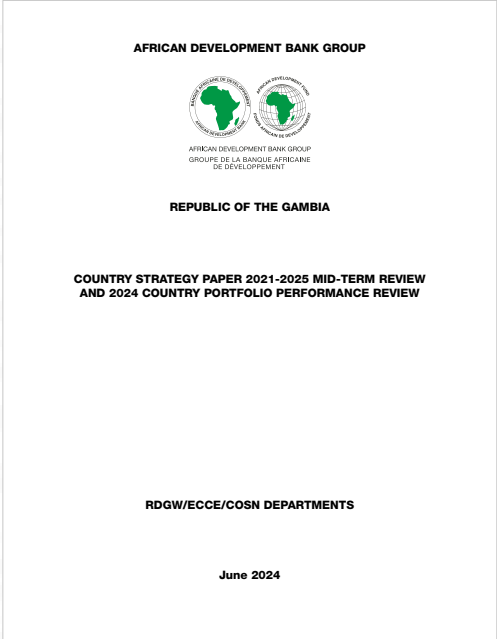 AFRICAN DEVELOPMENT BANK GROUP
BANQUE AFRICAINE DE DEVELOPPEMENT
AFRICAN DEVELOPMENT BANK
AFRICAN DEVELOPMENT FUND
FONDS AFRICAIN DE DEVELOPPEMENT
AFRICAN DEVELOPMENT BANK GROUP
GROUPE DE LA BANQUE AFRICAINE
DE DÉVELOPPEMENT
REPUBLIC OF THE GAMBIA
COUNTRY STRATEGY PAPER 2021-2025 MID-TERM REVIEW
AND 2024 COUNTRY PORTFOLIO PERFORMANCE REVIEW
RDGW/ECCE/COSN DEPARTMENTS
June 2024